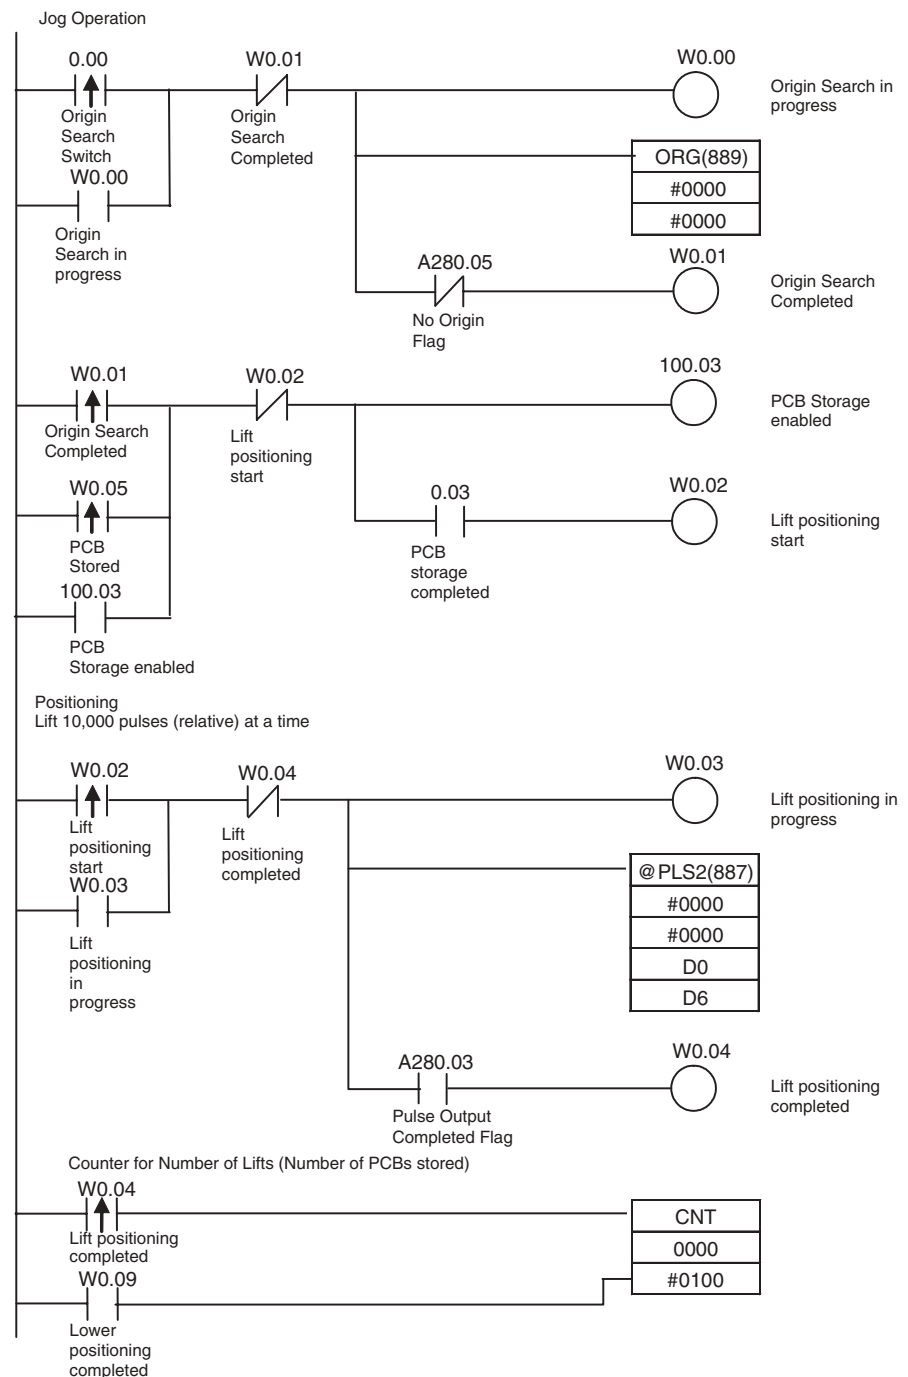 Jog Operation
0.00
W0.01
W0.00
Origin Search in
progress
Origin
Search
Switch
Origin
Search
Completed
ORG(889)
#0000
#0000
W0.00
Origin
Search in
progress
A280.05
W0.01
No Origin
Flag
Origin Search
Completed
W0.01
W0.02
100.03
PCB Storage
enabled
Origin Search
Completed
Lift
positioning
start
W0.05
0.03
W0.02
Lift positioning
start
PCB
Stored
PCB
storage
completed
100.03
PCB
Storage enabled
Positioning
Lift 10,000 pulses (relative) at a time
W0.02
W0.04
W0.03
Lift positioning in
progress
Lift
positioning
start
Lift
positioning
completed
@PLS2(887)
#0000
#0000
D0
D6
W0.03
Lift
positioning
in
progress
A280.03
W0.04
Pulse Output
Completed Flag
Lift positioning
completed
Counter for Number of Lifts (Number of PCBs stored)
W0.04
Lift positioning
completed
CNT
0000
#0100
W0.09
Lower
positioning
completed